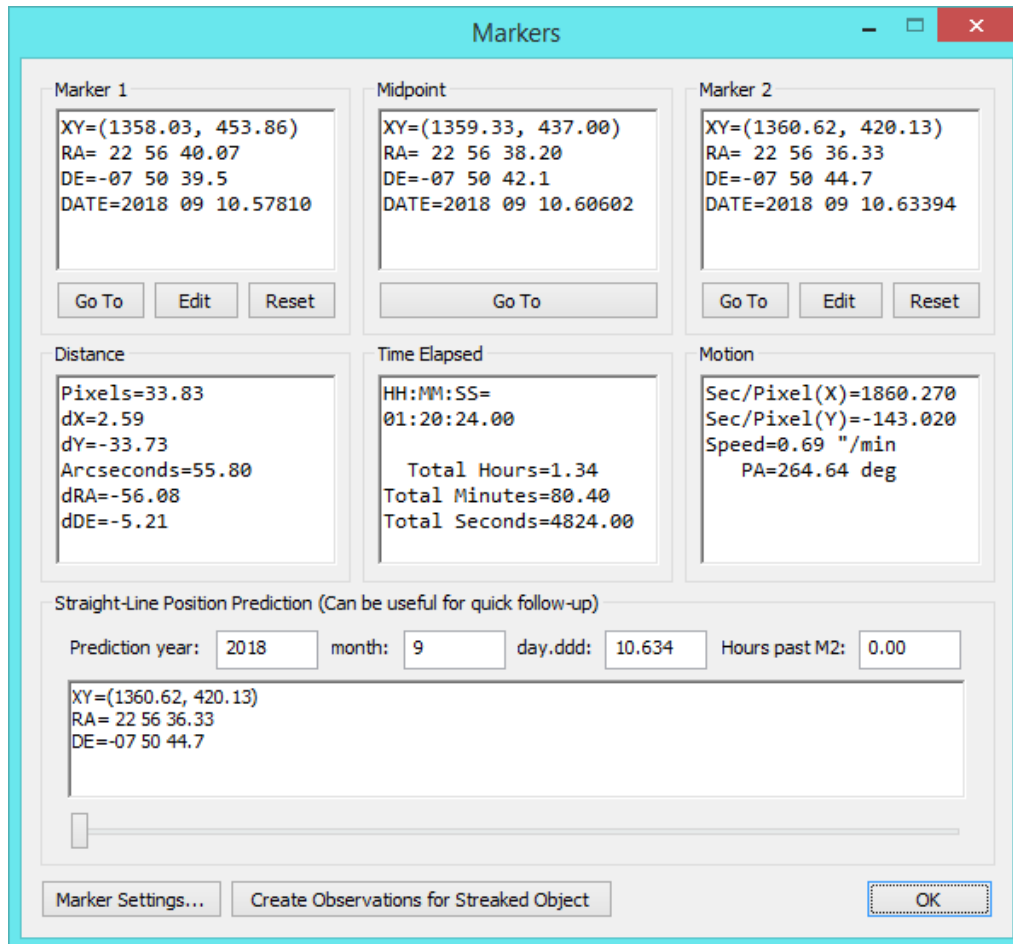 Markers
Marker 1
XY=(1358.03, 453.86)
RA= 22 56 40.07
DE=-07 50 39.5
DATE=2018 09 10.57810
Go To
Edit
Reset
Midpoint
XY=(1359.33, 437.00)
RA= 22 56 38.20
DE=-07 50 42.1
DATE=2018 09 10.60602
Go To
Marker 2
XY=(1360.62, 420.13)
RA= 22 56 36.33
DE=-07 50 44.7
DATE=2018 09 10.63394
Go To
Edit
Reset
Distance
Pixels=33.83
dX=2.59
dY=-33.73
Arcseconds=55.80
dRA=-56.08
dDE=-5.21
Time Elapsed
HH:MM:SS=
01:20:24.00
Total Hours=1.34
Total Minutes=80.40
Total Seconds=4824.00
Motion
Sec/Pixel(X)=1860.270
Sec/Pixel(Y)=-143.020
Speed=0.69 "/min
PA=264.64 deg
Straight-Line Position Prediction (Can be useful for quick follow-up)
Prediction year: 2018 month: 9 day.ddd: 10.634 Hours past M2: 0.00
XY=(1360.62, 420.13)
RA= 22 56 36.33
DE=-07 50 44.7
Marker Settings...
Create Observations for Streaked Object
OK